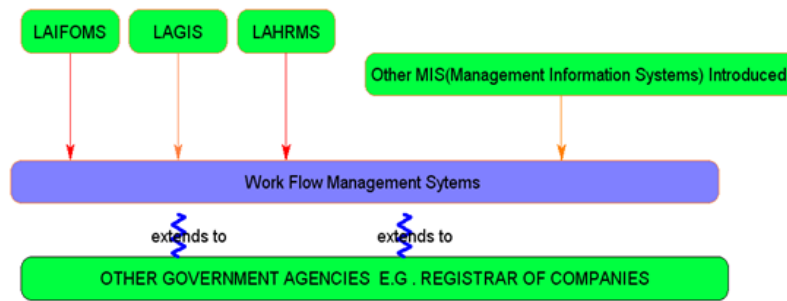 LAIFOMS
LAGIS
LAHRMS
Other MIS(Management Information Systems) Introduced
Work Flow Management Sytems
extends to
extends to
OTHER GOVERNMENT AGENCIES E.G . REGISTRAR OF COMPANIES